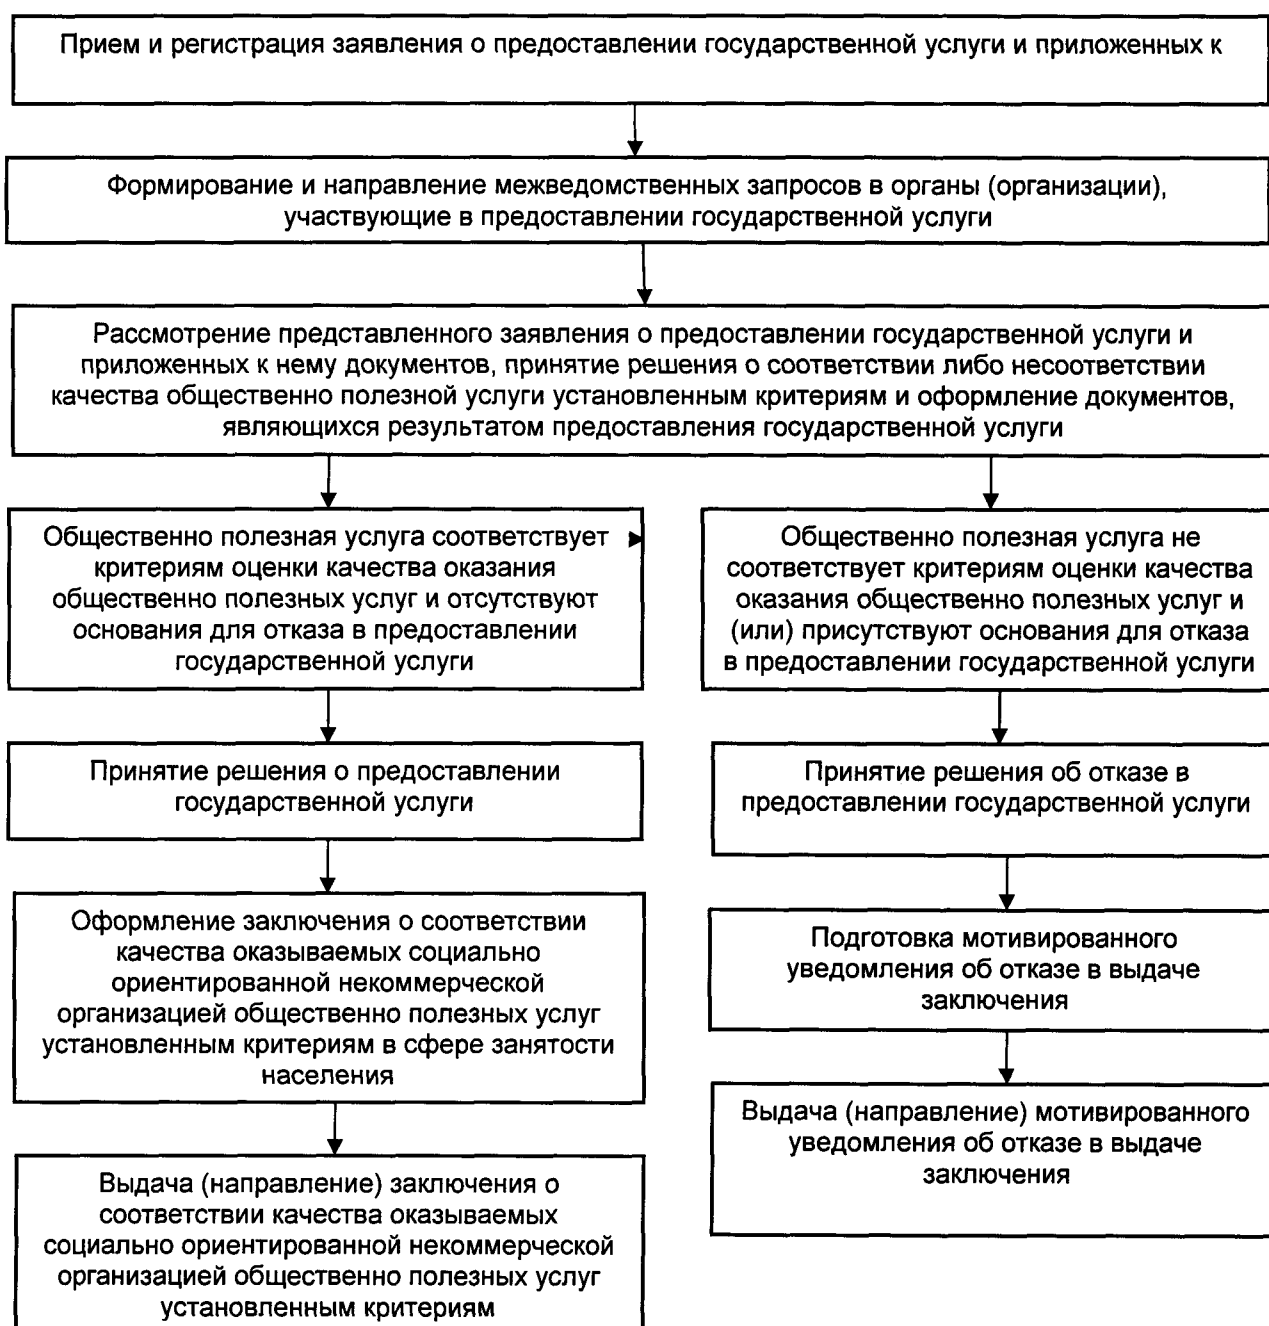 Прием и регистрация заявления о предоставлении государственной услуги и приложенных к
Формирование и направление межведомственных запросов в органы (организации),
участвующие в предоставлении государственной услуги
Рассмотрение представленного заявления о предоставлении государственной услуги и
приложенных к нему документов, принятие решения о соответствии либо несоответствии
качества общественно полезной услуги установленным критериям и оформление документов,
являющихся результатом предоставления государственной услуги
Общественно полезная услуга соответствует
критериям оценки качества оказания
общественно полезных услуг и отсутствуют
основания для отказа в предоставлении
государственной услуги
Общественно полезная услуга не
соответствует критериям оценки качества
оказания общественно полезных услуг и
(или) присутствуют основания для отказа
в предоставлении государственной услуги
Принятие решения о предоставлении
государственной услуги
Принятие решения об отказе в
предоставлении государственной услуги
Оформление заключения о соответствии
качества оказываемых социально
ориентированной некоммерческой
организацией общественно полезных услуг
установленным критериям в сфере занятости
населения
Подготовка мотивированного
уведомления об отказе в выдаче
заключения
Выдача (направление) мотивированного
уведомления об отказе в выдаче
заключения
Выдача (направление) заключения о
соответствии качества оказываемых
социально ориентированной некоммерческой
организацией общественно полезных услуг
установленным критериям